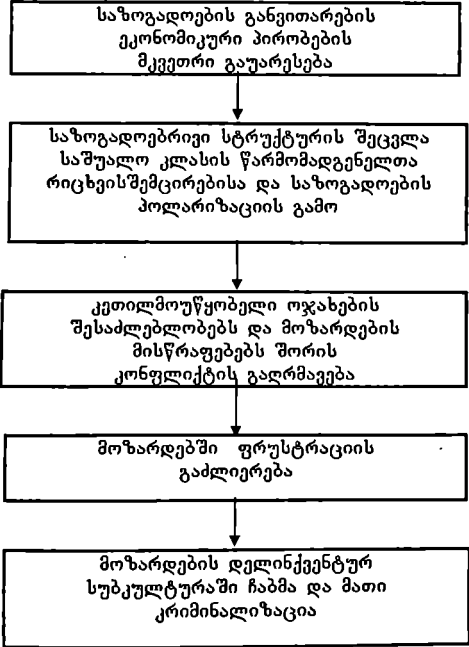 საზოგადოების განვითარების
ეკონომიკური პირობების
მკვეთრი გაუარესება
საზოგადოებრივი სტრუქტურის შეცვლა
საშუალო კლასის წარმომადგენელთა
რიცხვისშემცირებისა და საზოგადოების
პოლარიზაციის გამო
კეთილმოუწყობელი ოჯახების
შესაძლებლობებს და მოზარდების
მისწრაფებებს შორის
კონფლიქტის გაღრმავება
მოზარდებში ფრუსტრაციის
გაძლიერება
მოზარდების დელინქვენტურ
სუბკულტურაში ჩაბმა და მათი
კრიმინალიზაცია